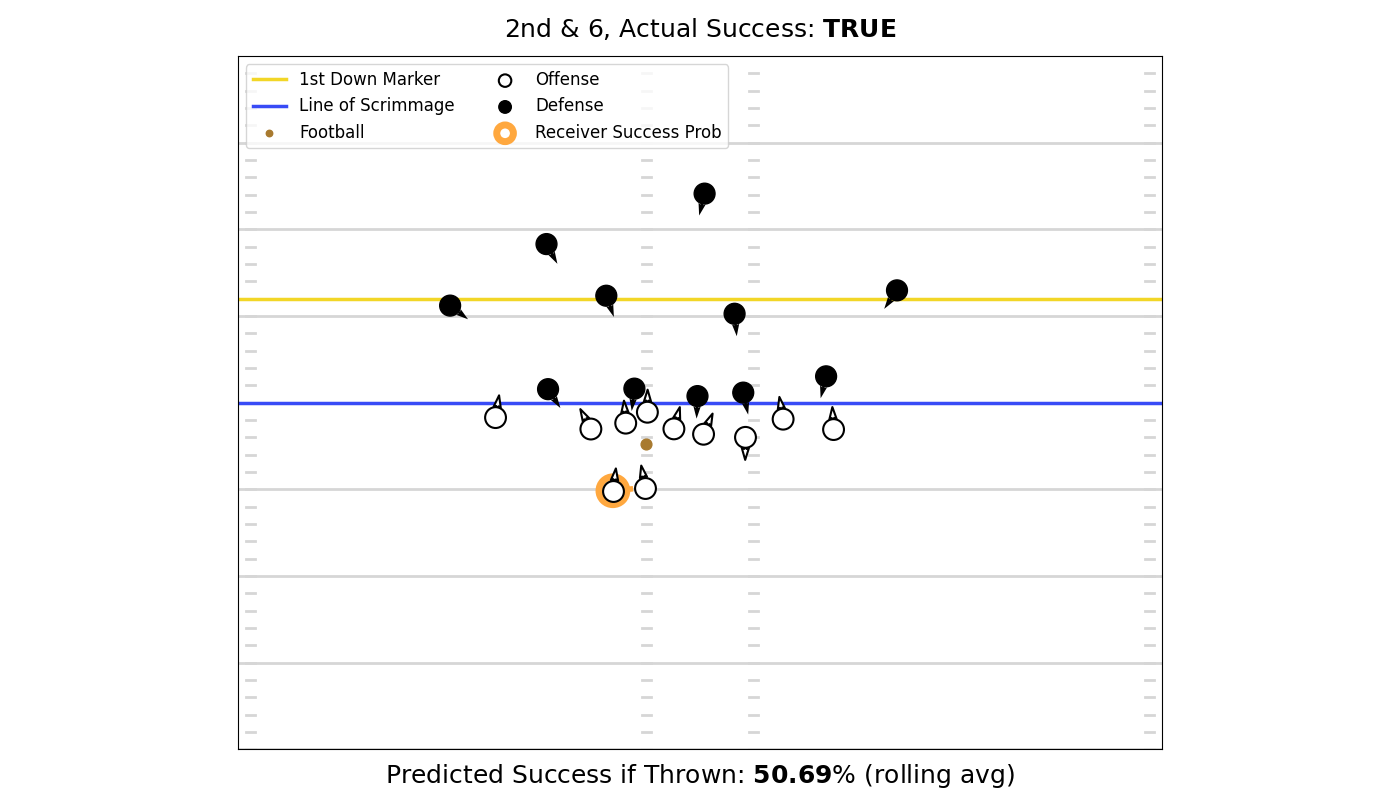 2nd & 6, Actual Success: TRUE
1st Down Marker
Line of Scrimmage
Football
Offense
Defense
Receiver Success Prob
Predicted Success if Thrown: 50.69% (rolling avg)